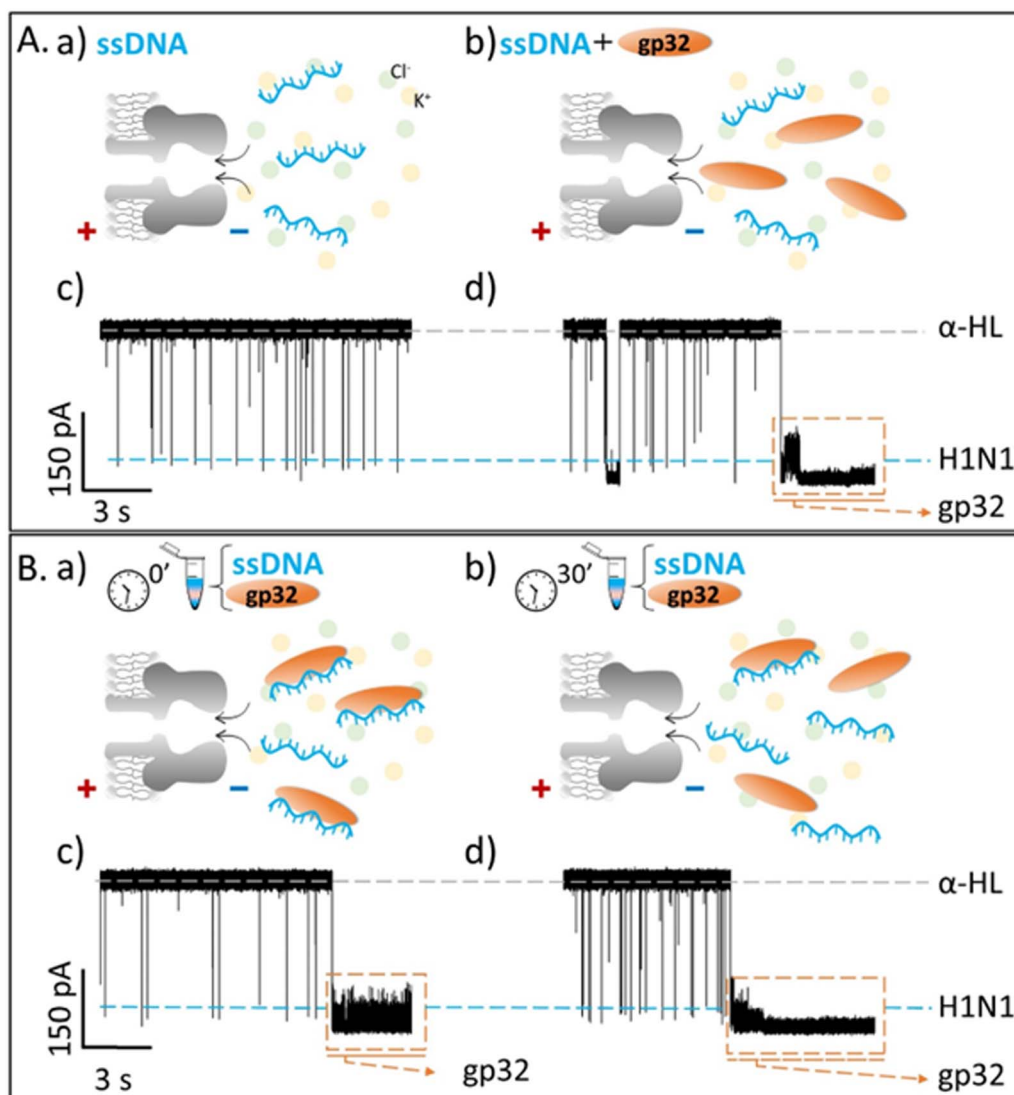 A. a) ssDNA
b) ssDNA + gp32
Cl⁻
K⁺
+
−
+
−
c)
d)
α-HL
150 pA
H1N1
3 s
gp32
B. a) 0’ ssDNA
gp32
b) 30’ ssDNA
gp32
+
−
+
−
c)
d)
α-HL
150 pA
H1N1
3 s
gp32
gp32